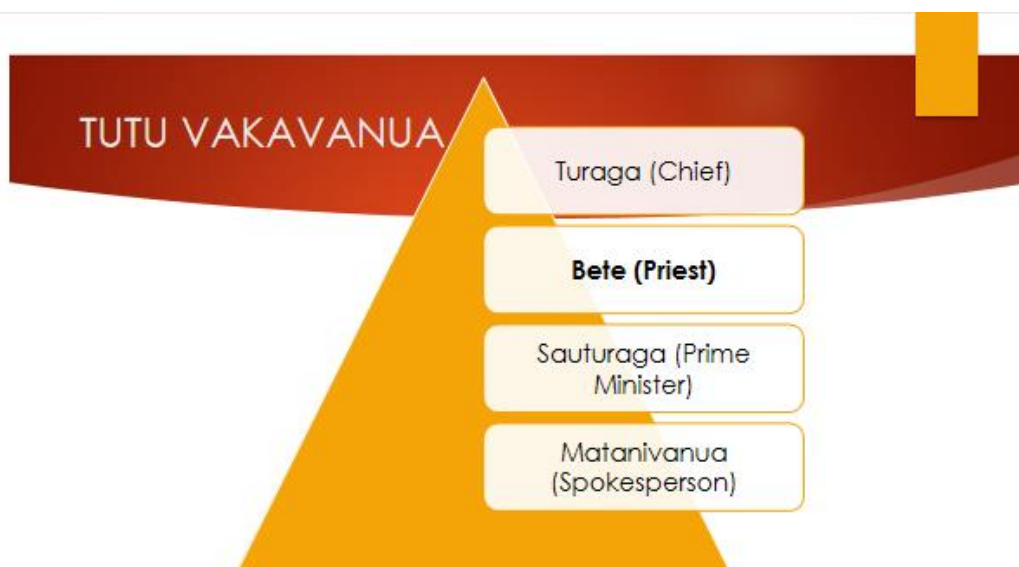 TUTU VAKAVANUA
Turaga (Chief)
Bete (Priest)
Sauturaga (Prime
Minister)
Matanivanua
(Spokesperson)